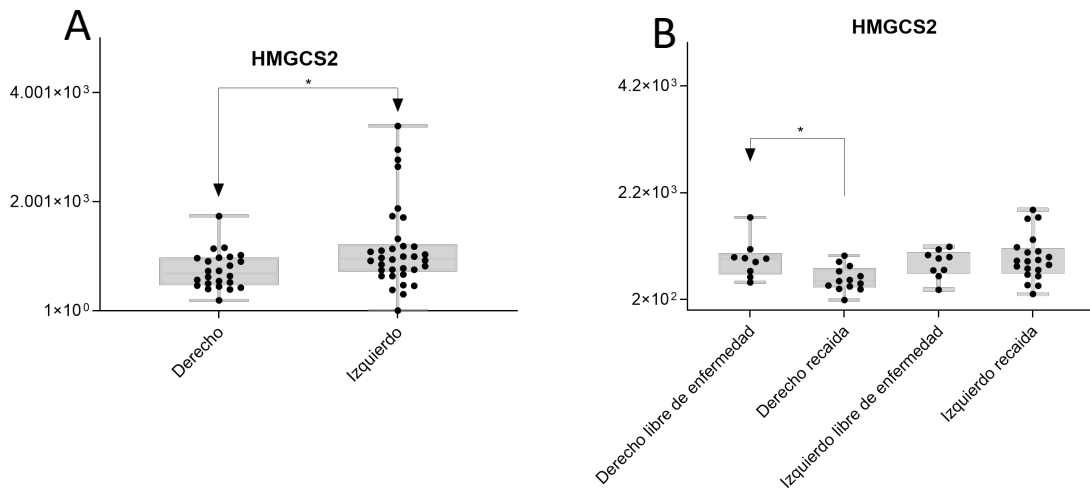 A
HMGCS2
*
4.001×10³
2.001×10³
1×10⁰
Derecho
Izquierdo
B
HMGCS2
*
4.2×10³
2.2×10³
2×10²
Derecho libre de enfermedad
Derecho recaida
Izquierdo libre de enfermedad
Izquierdo recaida